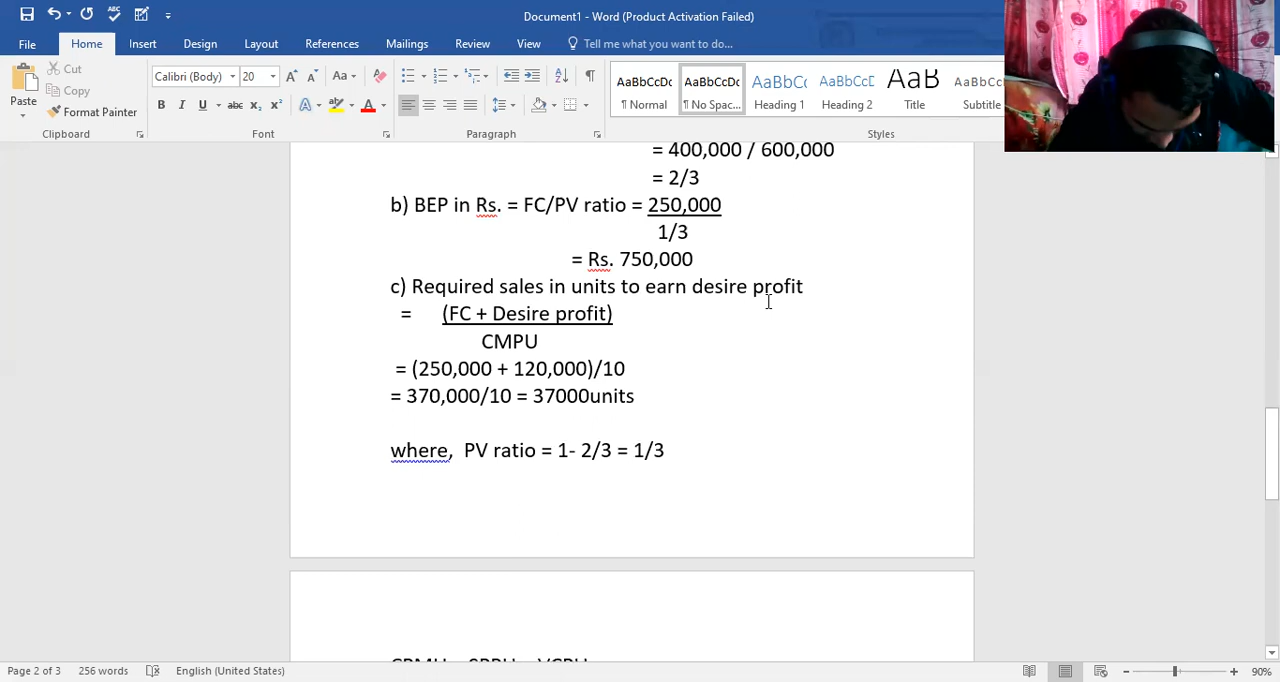 Document1 - Word (Product Activation Failed)
File Home Insert Design Layout References Mailings Review View Tell me what you want to do...
Cut
Copy
Format Painter
Paste
Calibri (Body) 20
AaBbCcDc AaBbCcDc AaBbCc AaBbCcC AaB AaBbCc
¶ Normal ¶ No Spac... Heading 1 Heading 2 Title Subtitle
Clipboard Font Paragraph Styles
= 400,000 / 600,000
= 2/3
b) BEP in Rs. = FC/PV ratio = 250,000
1/3
= Rs. 750,000
c) Required sales in units to earn desire profit
= (FC + Desire profit)
CMPU
= (250,000 + 120,000)/10
= 370,000/10 = 37000units
where, PV ratio = 1- 2/3 = 1/3
Page 2 of 3 256 words English (United States) 90%